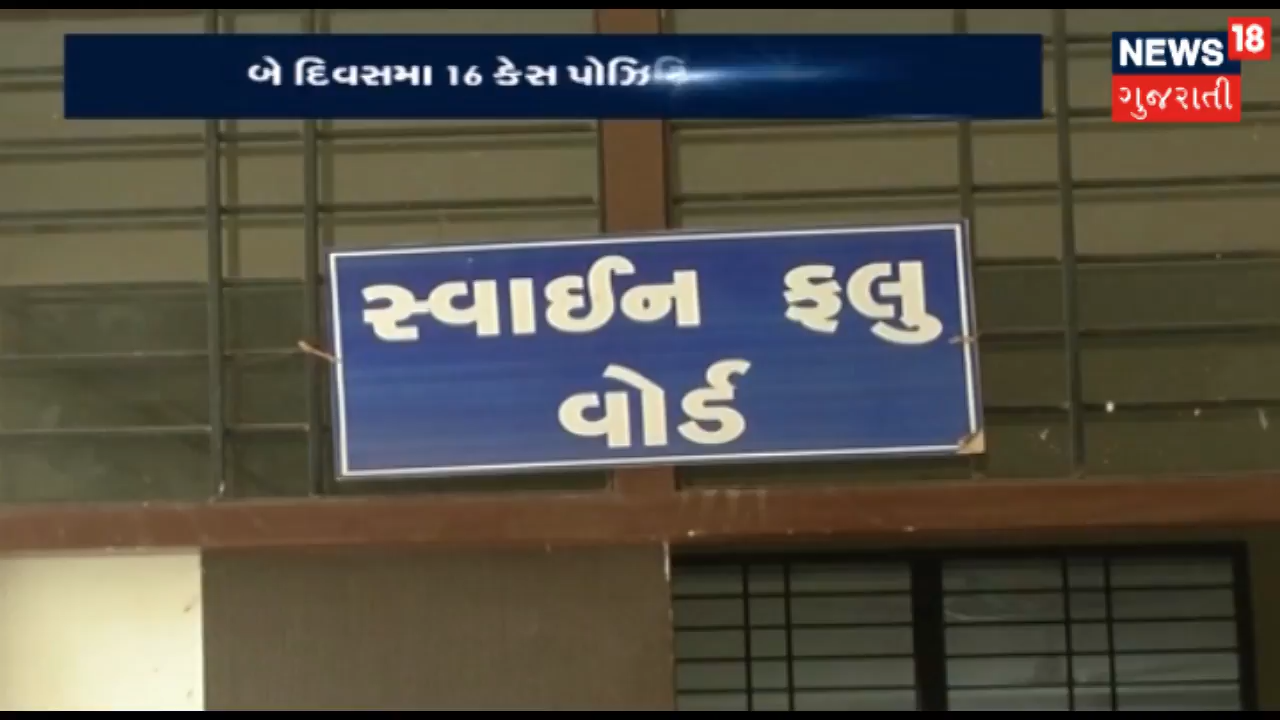 બે દિવસમા 16 કેસ
NEWS 18
ગુજરાતી
સ્વાઈન ફલુ
વોર્ડ